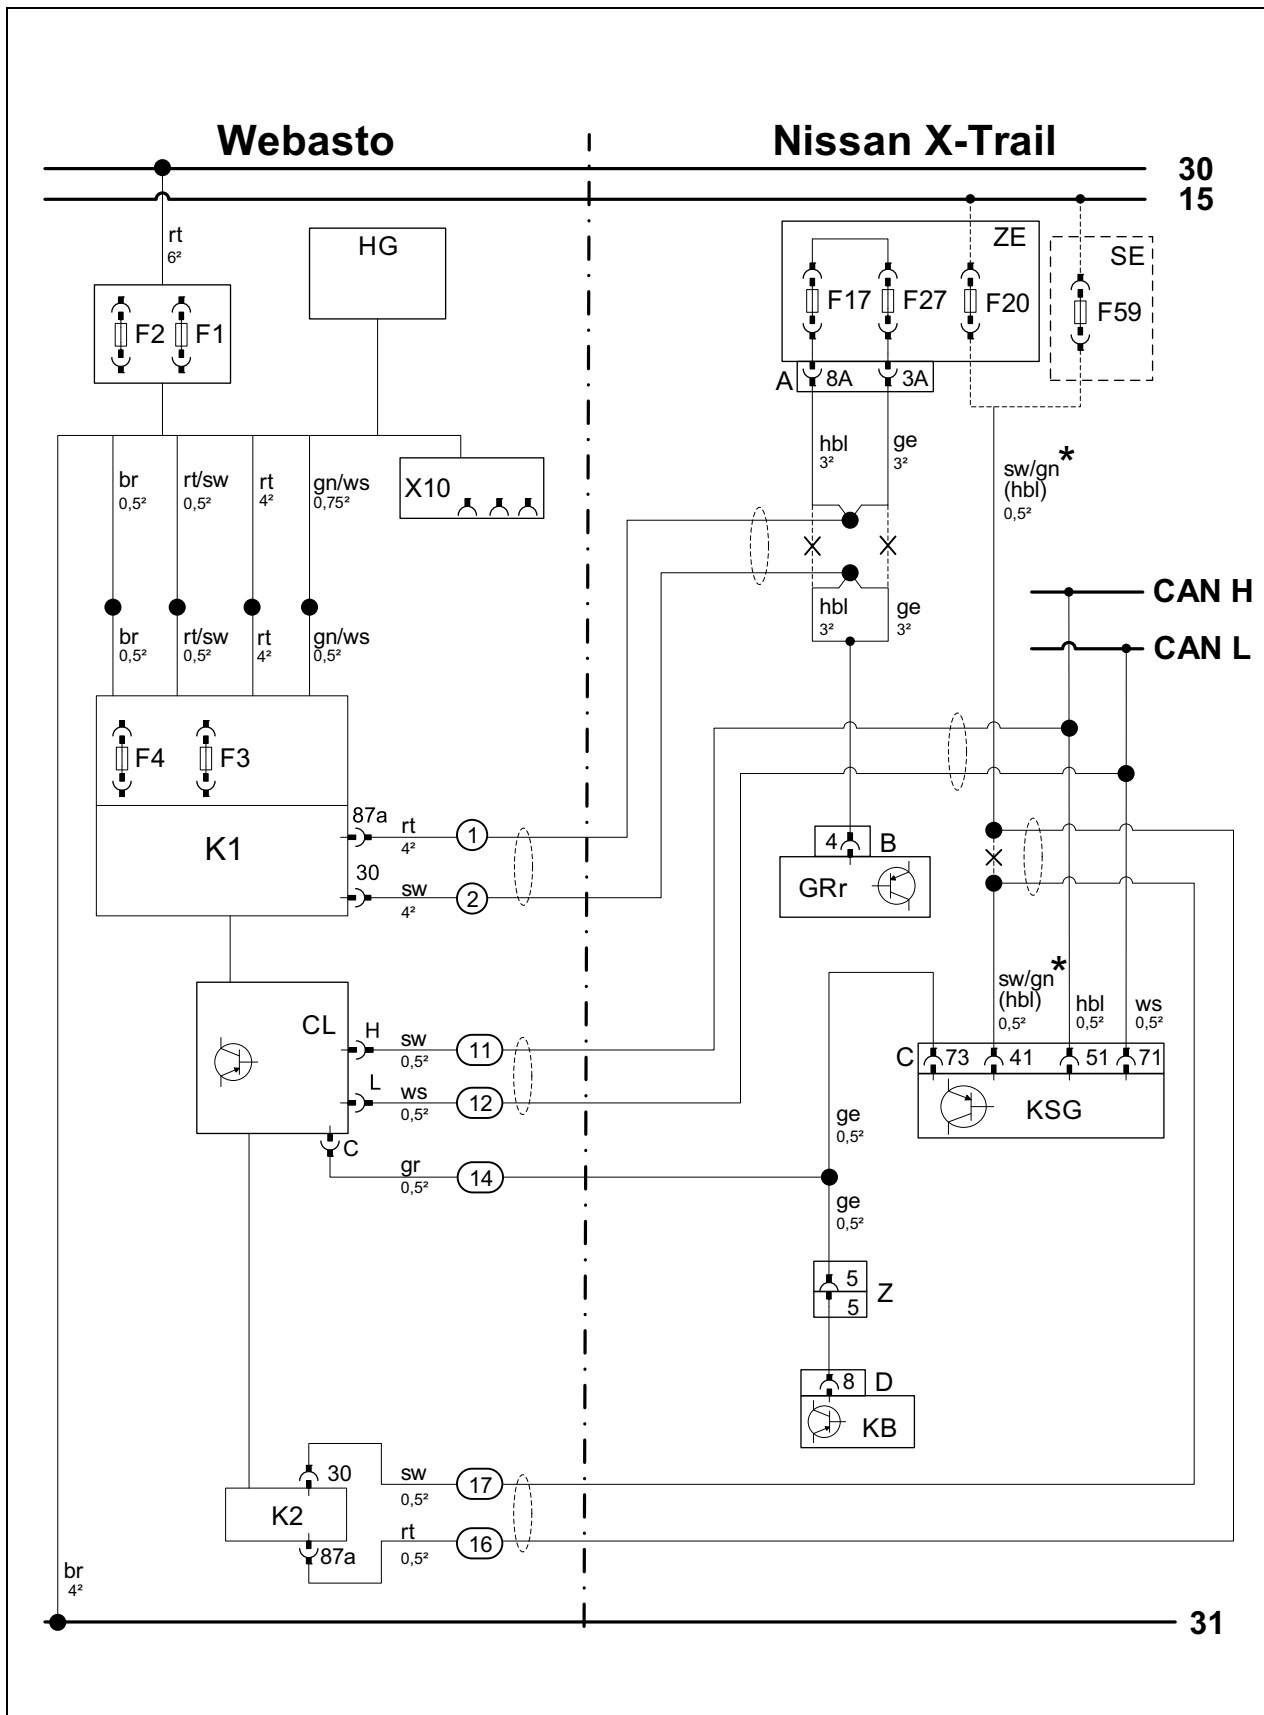 Webasto
Nissan X-Trail
30
15
rt
6²
HG
ZE
SE
F2
F1
F17
F27
F20
F59
A
8A
3A
hbl
3²
ge
3²
sw/gn*
(hbl)
0,5²
br
0,5²
rt/sw
0,5²
rt
4²
gn/ws
0,75²
X10
CAN H
hbl
3²
ge
3²
br
0,5²
rt/sw
0,5²
rt
4²
gn/ws
0,5²
CAN L
F4
F3
87a
rt
4²
1
K1
4
B
30
sw
4²
2
GRr
sw/gn*
(hbl)
0,5²
hbl
0,5²
ws
0,5²
CL
H
sw
0,5²
11
C
73
41
51
71
L
ws
0,5²
12
KSG
C
ge
0,5²
gr
0,5²
14
ge
0,5²
5
5
Z
8
D
KB
30
sw
0,5²
17
K2
87a
rt
0,5²
16
br
4²
31